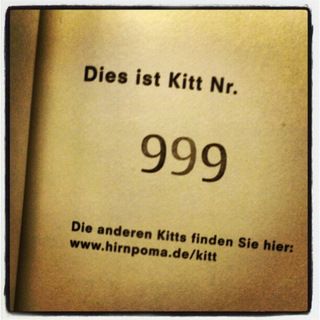 Dies ist Kitt Nr.
999
Die anderen Kitts finden Sie hier:
www.hirnpoma.de/kitt